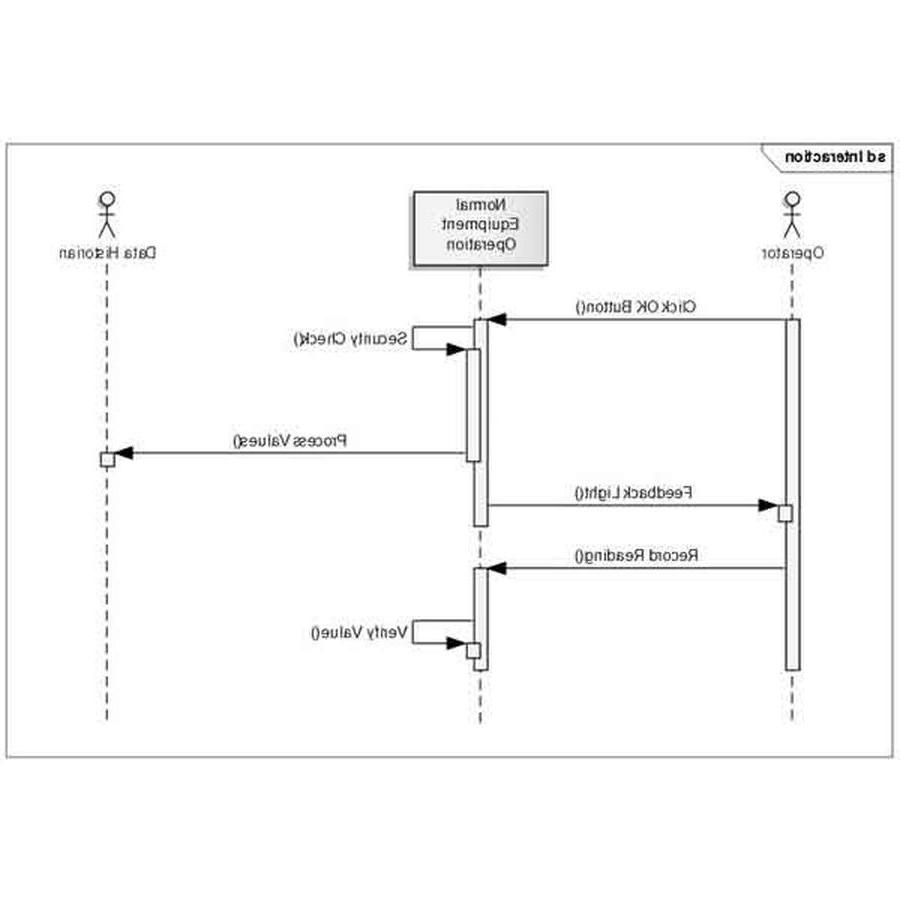 sd Interaction
Operator
Normal
Equipment
Operation
Data Historian
Click OK Button()
Security Check()
Process Values()
Feedback Light()
Record Reading()
Verify Value()